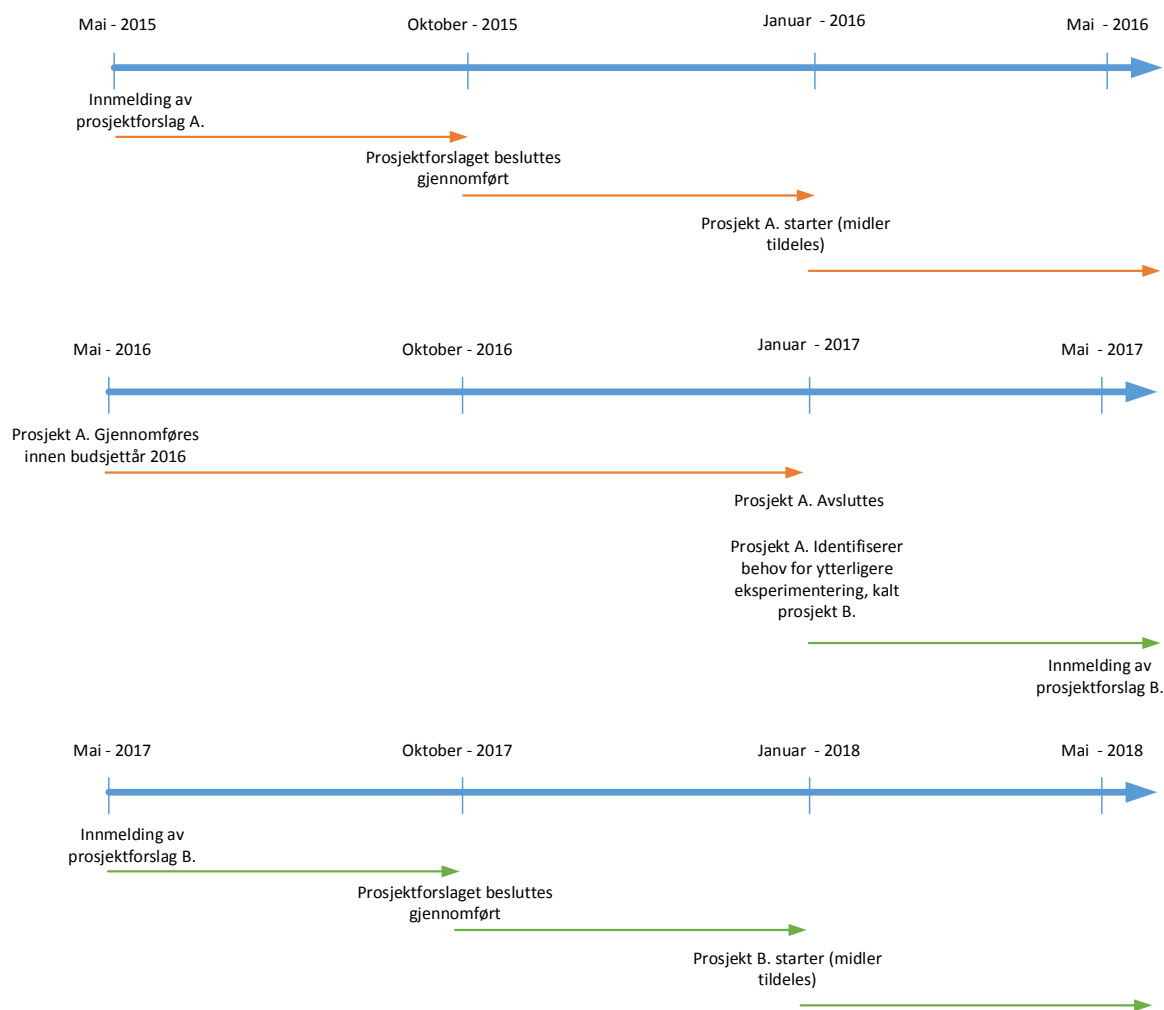 Mai - 2015
Oktober - 2015
Januar - 2016
Mai - 2016
Innmelding av
prosjektforslag A.
Prosjektforslaget besluttes
gjennomført
Prosjekt A. starter (midler
tildeles)
Mai - 2016
Oktober - 2016
Januar - 2017
Mai - 2017
Prosjekt A. Gjennomføres
innen budsjettår 2016
Prosjekt A. Avsluttes
Prosjekt A. Identifiserer
behov for ytterligere
eksperimentering, kalt
prosjekt B.
Innmelding av
prosjektforslag B.
Mai - 2017
Oktober - 2017
Januar - 2018
Mai - 2018
Innmelding av
prosjektforslag B.
Prosjektforslaget besluttes
gjennomført
Prosjekt B. starter (midler
tildeles)